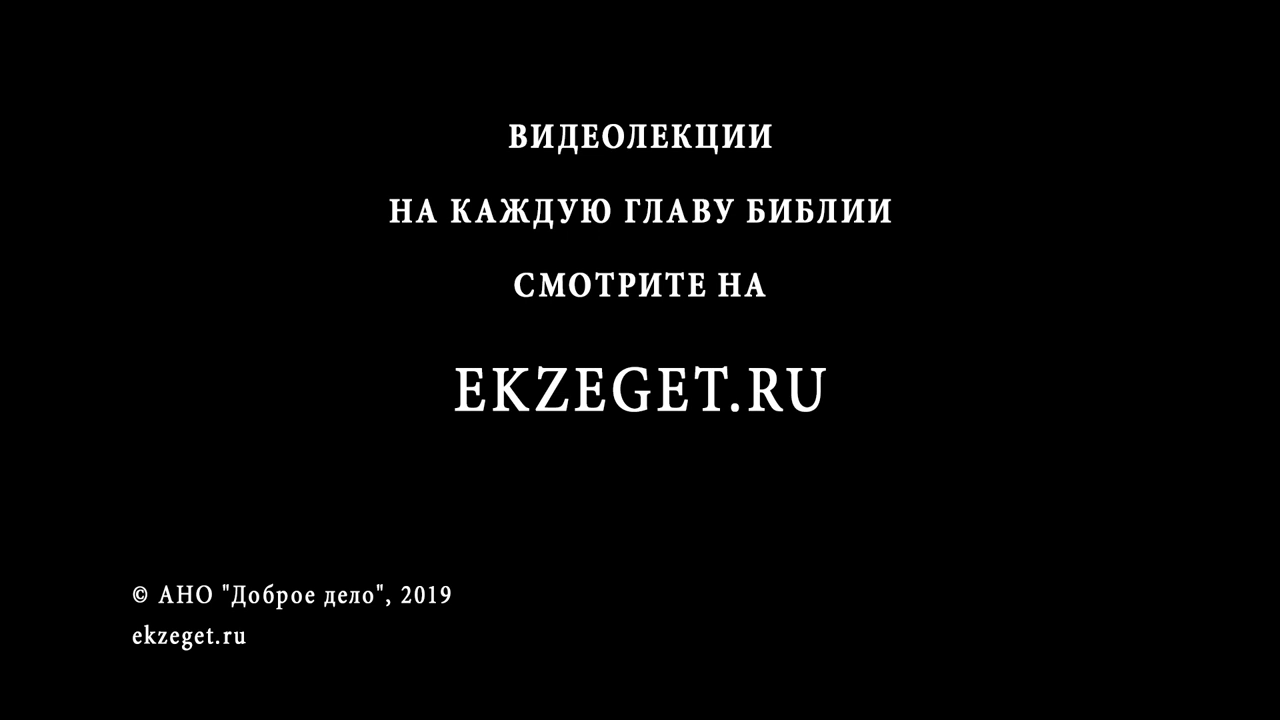 ВИДЕОЛЕКЦИИ
НА КАЖДУЮ ГЛАВУ БИБЛИИ
СМОТРИТЕ НА
EKZEGET.RU
© АНО "Доброе дело", 2019
ekzeget.ru